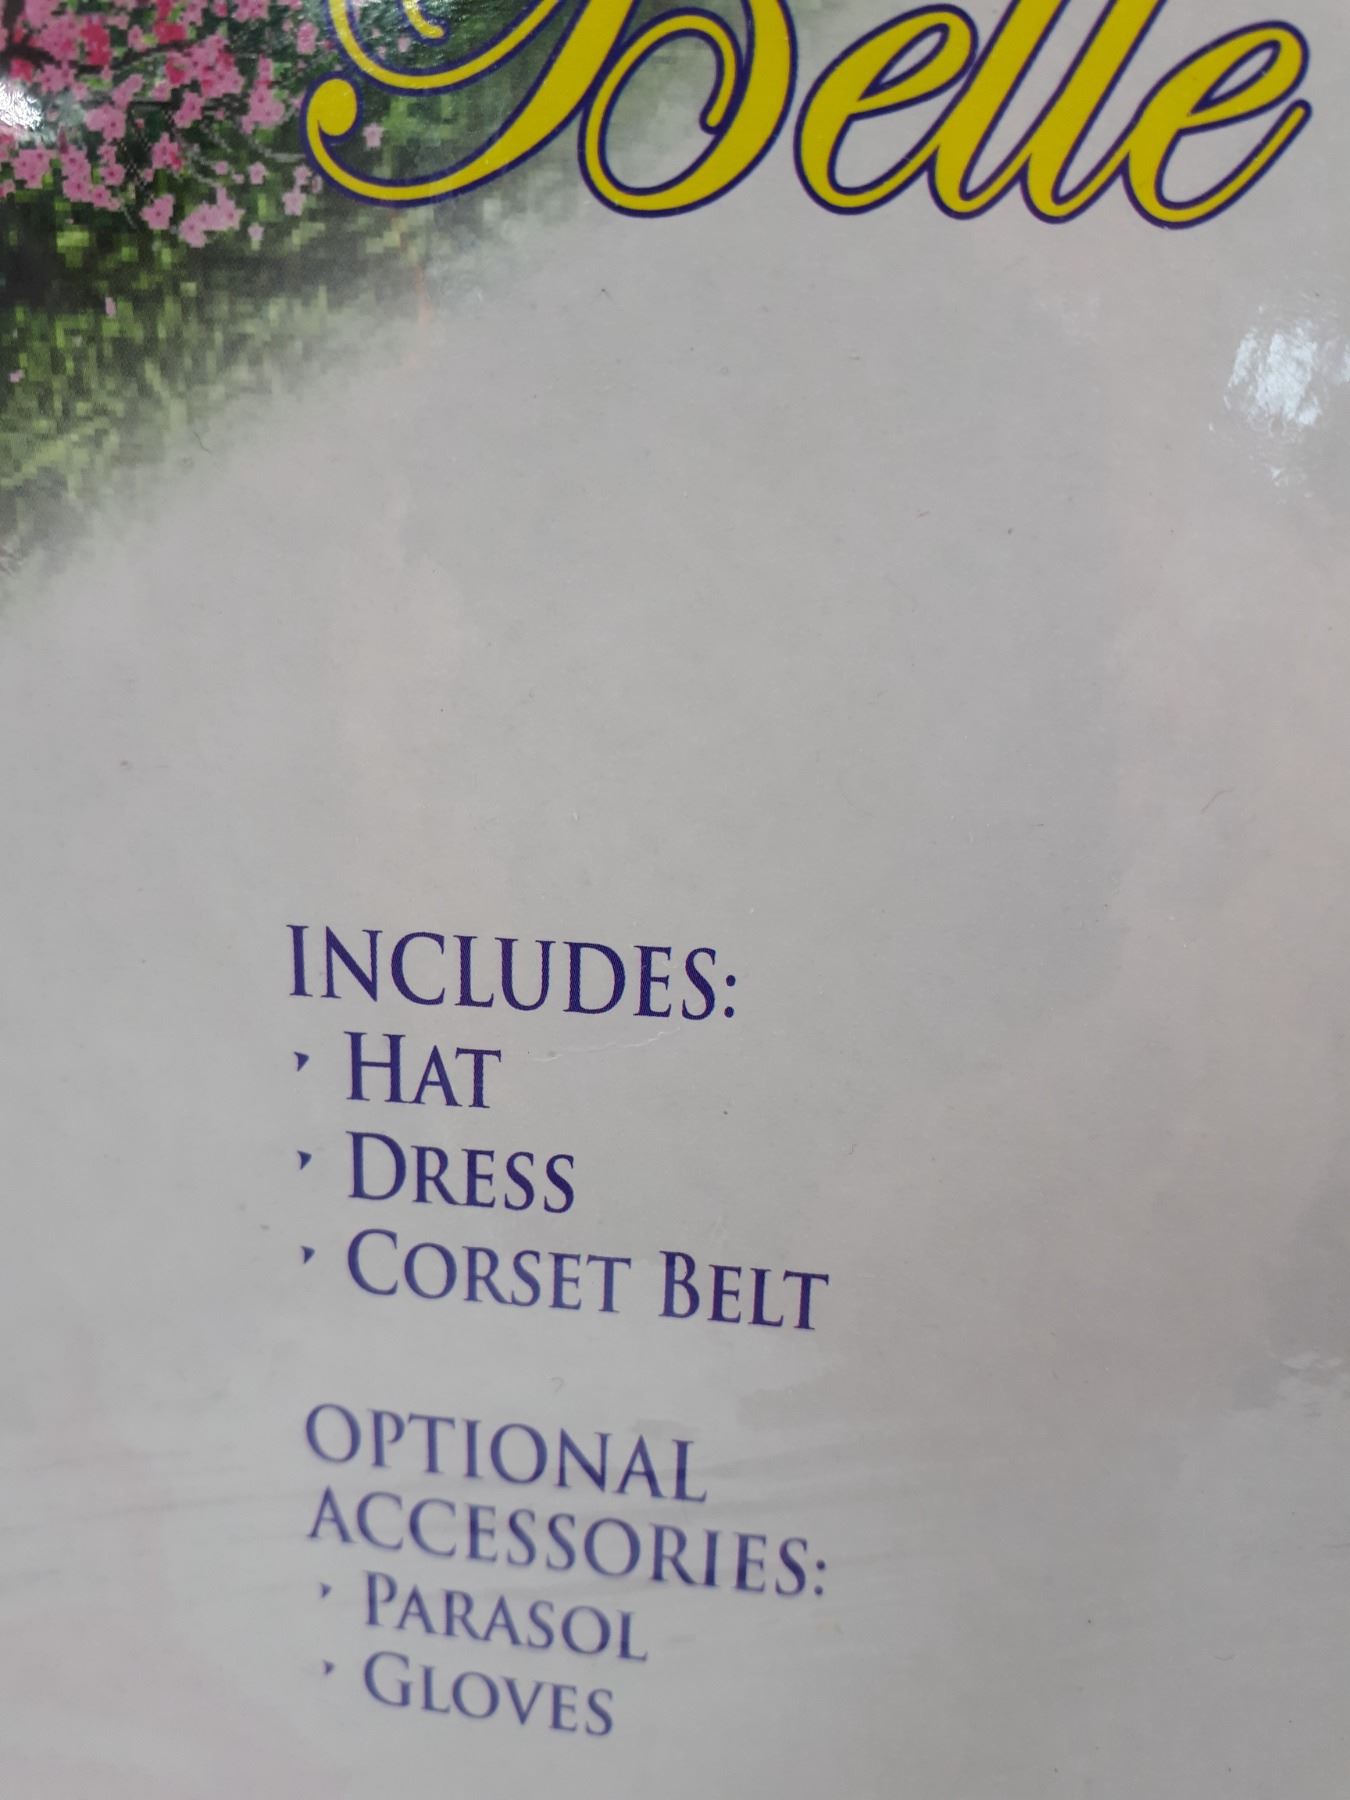 Belle
INCLUDES:
HAT
DRESS
CORSET BELT
OPTIONAL
ACCESSORIES:
PARASOL
GLOVES